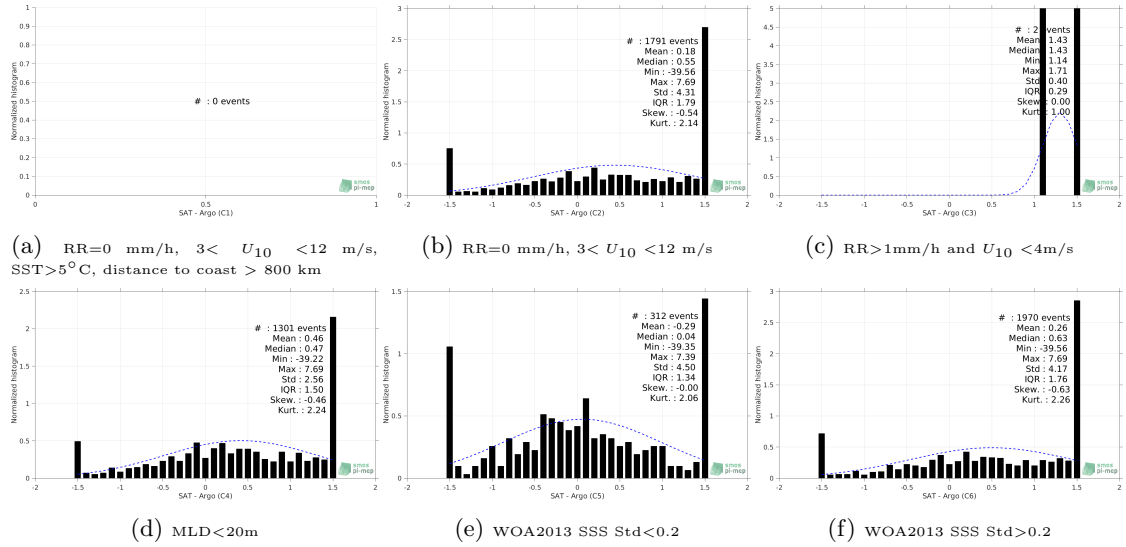 1
0.9
0.8
0.7
0.6
0.5
0.4
0.3
0.2
0.1
0
Normalized histogram
# : 0 events
0 0.5 1
SAT - Argo (C1)
smos
pi-mep
(a) RR=0 mm/h, 3< U10 <12 m/s,
SST>5°C, distance to coast > 800 km
3
2.5
2
1.5
1
0.5
0
Normalized histogram
# : 1791 events
Mean : 0.18
Median : 0.55
Min : -39.56
Max : 7.69
Std : 4.31
IQR : 1.79
Skew. : -0.54
Kurt. : 2.14
-2 -1.5 -1 -0.5 0 0.5 1 1.5 2
SAT - Argo (C2)
smos
pi-mep
(b) RR=0 mm/h, 3< U10 <12 m/s
5
4.5
4
3.5
3
2.5
2
1.5
1
0.5
0
Normalized histogram
# : 2 events
Mean : 1.43
Median : 1.43
Min : 1.14
Max : 1.71
Std : 0.40
IQR : 0.29
Skew. : 0.00
Kurt. : 1.00
-2 -1.5 -1 -0.5 0 0.5 1 1.5 2
SAT - Argo (C3)
smos
pi-mep
(c) RR>1mm/h and U10 <4m/s
2.5
2
1.5
1
0.5
0
Normalized histogram
# : 1301 events
Mean : 0.46
Median : 0.47
Min : -39.22
Max : 7.69
Std : 2.56
IQR : 1.50
Skew. : -0.46
Kurt. : 2.24
-2 -1.5 -1 -0.5 0 0.5 1 1.5 2
SAT - Argo (C4)
smos
pi-mep
(d) MLD<20m
1.5
1
0.5
0
Normalized histogram
# : 312 events
Mean : -0.29
Median : 0.04
Min : -39.35
Max : 7.39
Std : 4.50
IQR : 1.34
Skew. : -0.00
Kurt. : 2.06
-2 -1.5 -1 -0.5 0 0.5 1 1.5 2
SAT - Argo (C5)
smos
pi-mep
(e) WOA2013 SSS Std<0.2
3
2.5
2
1.5
1
0.5
0
Normalized histogram
# : 1970 events
Mean : 0.26
Median : 0.63
Min : -39.56
Max : 7.69
Std : 4.17
IQR : 1.76
Skew. : -0.63
Kurt. : 2.26
-2 -1.5 -1 -0.5 0 0.5 1 1.5 2
SAT - Argo (C6)
smos
pi-mep
(f) WOA2013 SSS Std>0.2